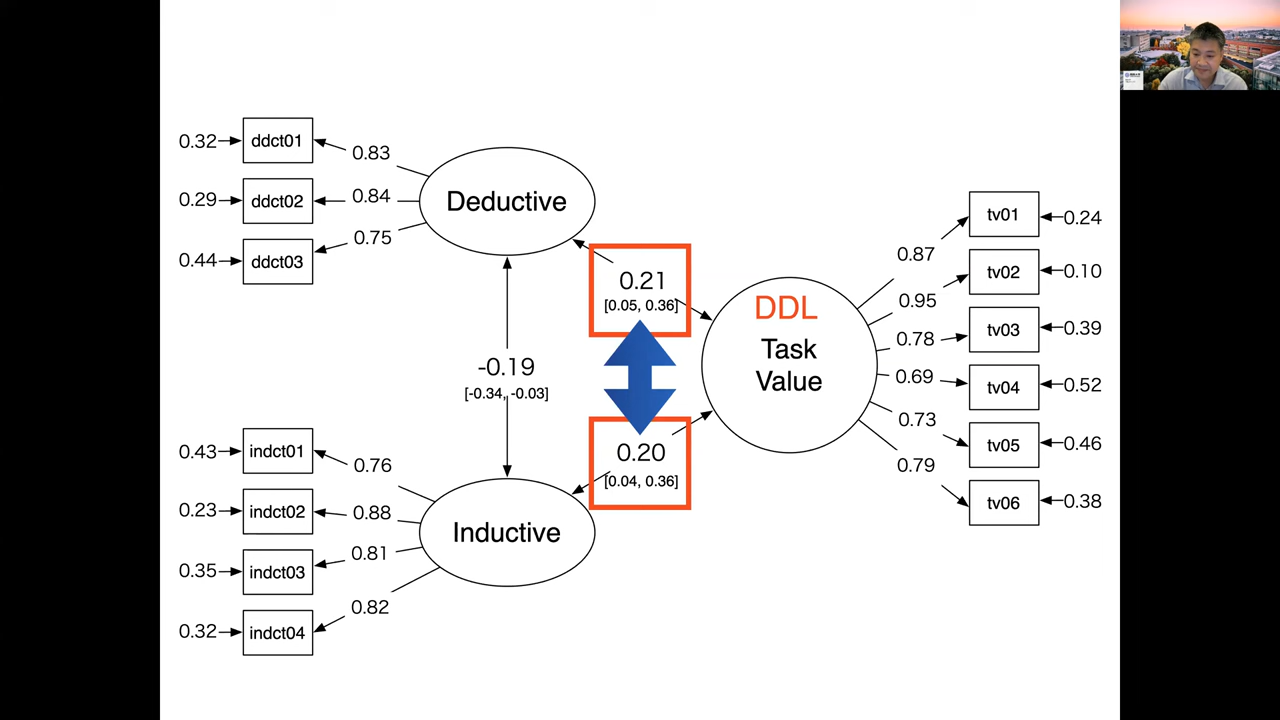 0.32
ddct01
0.83
0.29
ddct02
0.84
0.44
ddct03
0.75
Deductive
0.21
[0.05, 0.36]
-0.19
[-0.34, -0.03]
0.20
[0.04, 0.36]
0.43
indct01
0.76
0.23
indct02
0.88
0.35
indct03
0.81
0.32
indct04
0.82
Inductive
DDL
Task
Value
0.87
tv01
0.24
0.95
tv02
0.10
0.78
tv03
0.39
0.69
tv04
0.52
0.73
tv05
0.46
0.79
tv06
0.38